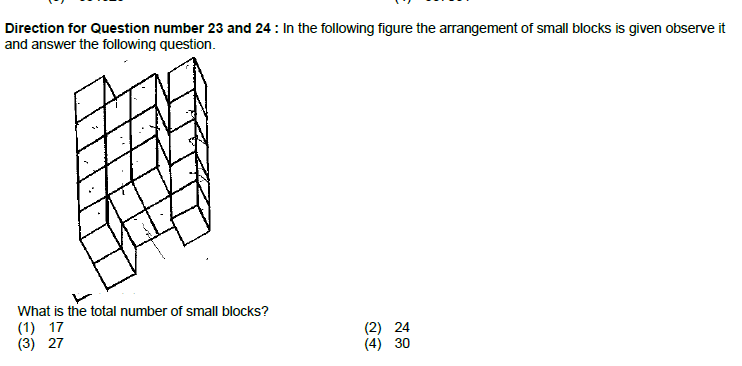 Direction for Question number 23 and 24 : In the following figure the arrangement of small blocks is given observe it
and answer the following question.
What is the total number of small blocks?
(1) 17 (2) 24
(3) 27 (4) 30